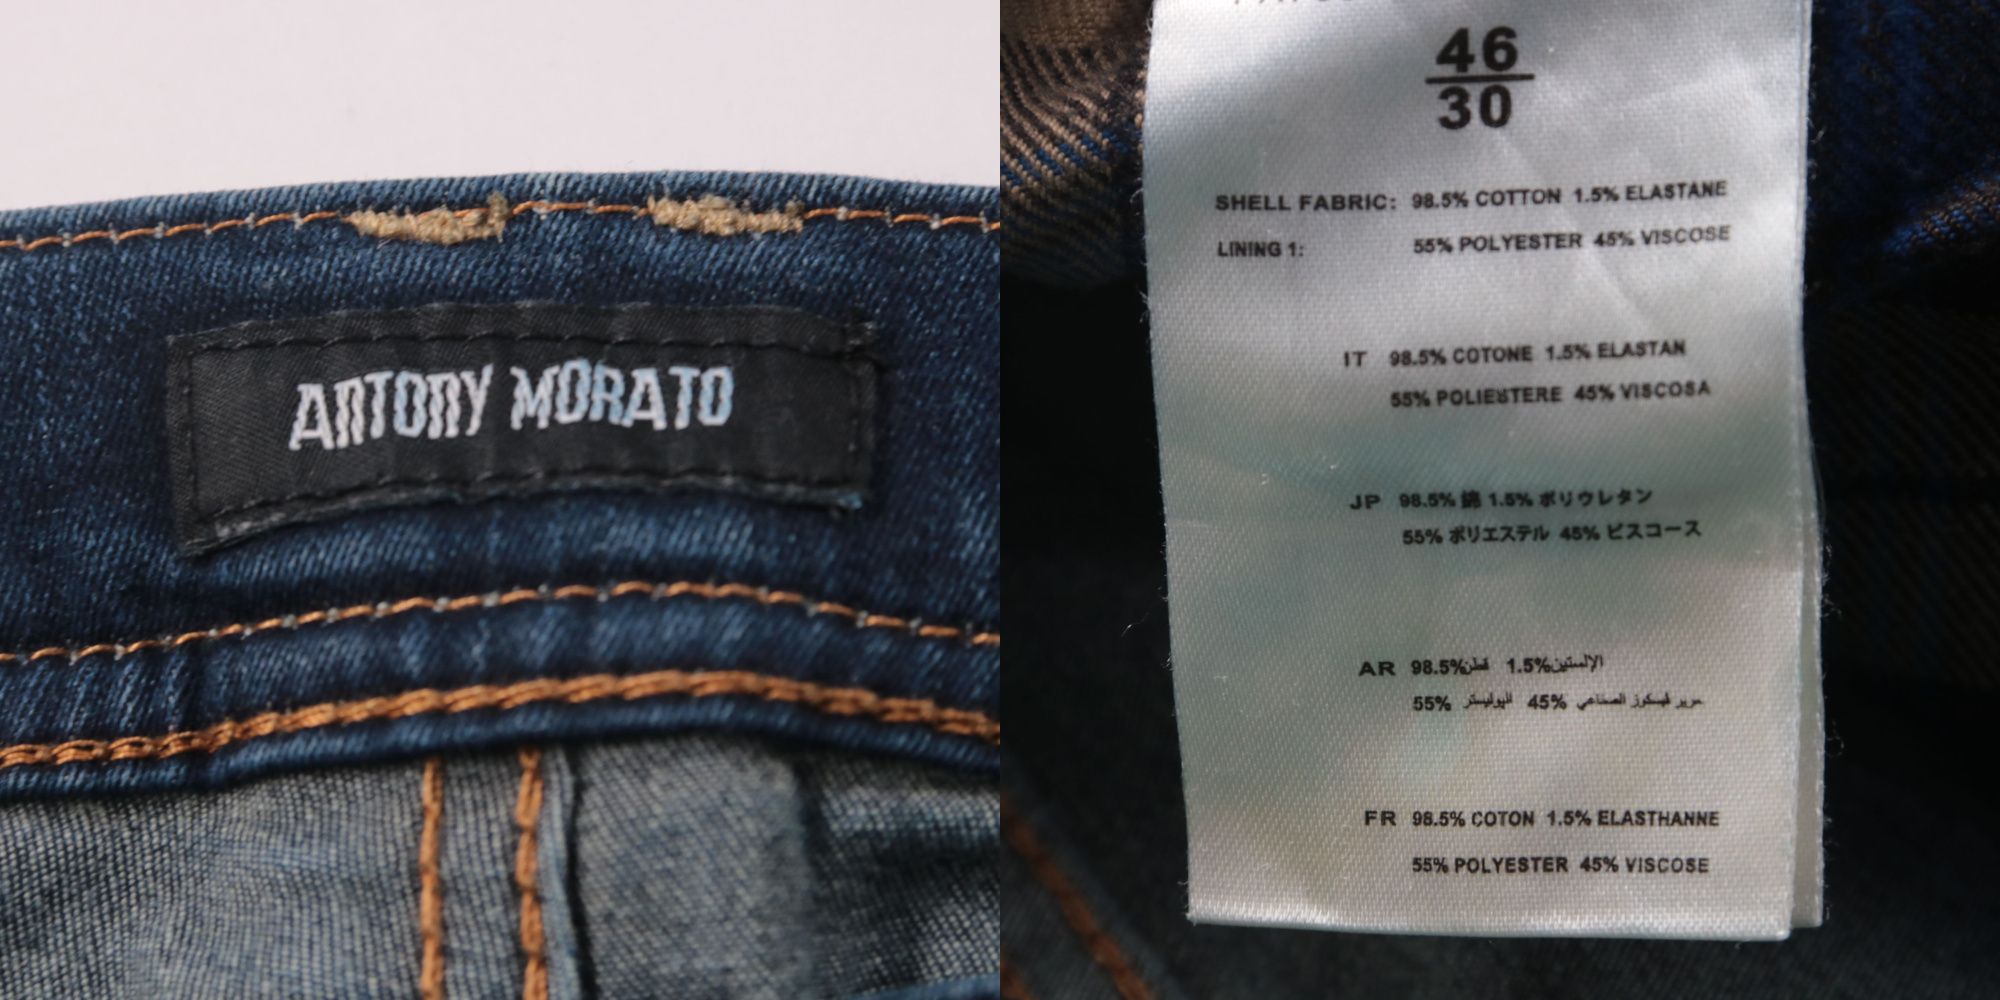 ANTONY MORATO
46
30
SHELL FABRIC: 98.5% COTTON 1.5% ELASTANE
LINING 1: 55% POLYESTER 45% VISCOSE
IT 98.5% COTONE 1.5% ELASTAN
55% POLIESTERE 45% VISCOSA
JP 98.5% 綿 1.5% ポリウレタン
55% ポリエステル 45% ビスコース
AR 98.5% قطن 1.5% الإلستين
55% البوليستر 45% حرير فيسكوز الصناعي
FR 98.5% COTON 1.5% ELASTHANNE
55% POLYESTER 45% VISCOSE